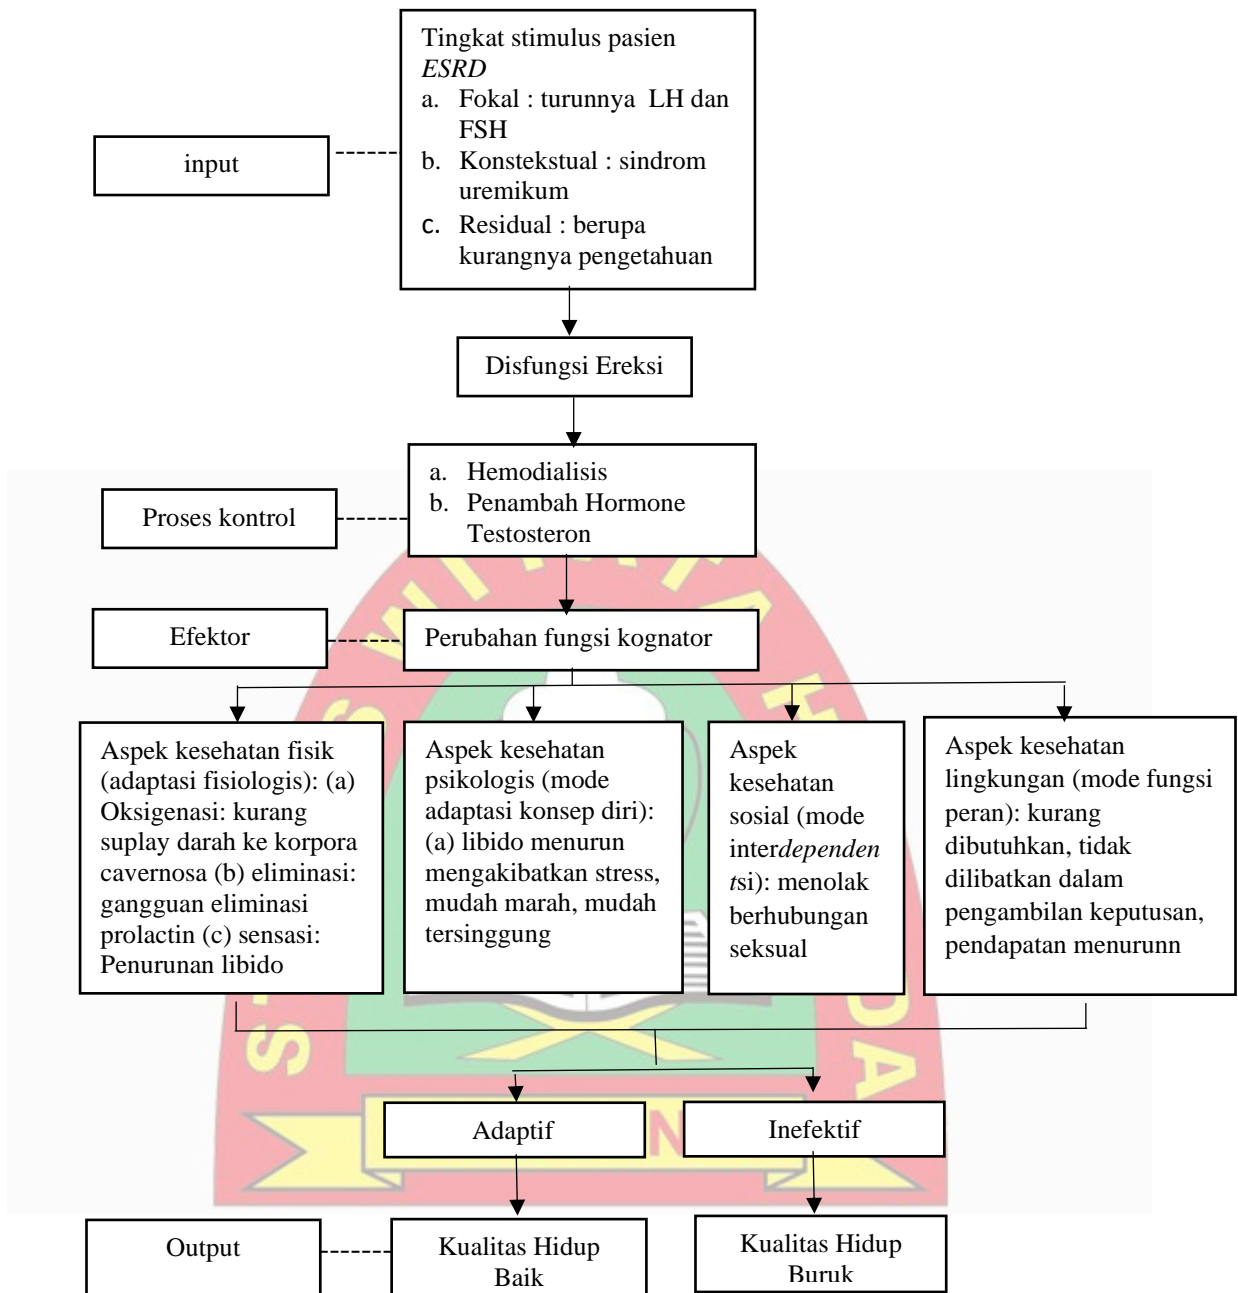 Tingkat stimulus pasien
ESRD
a. Fokal : turunnya LH dan
FSH
b. Konstekstual : sindrom
uremikum
c. Residual : berupa
kurangnya pengetahuan
input
Disfungsi Ereksi
a. Hemodialisis
b. Penambah Hormone
Testosteron
Proses kontrol
Efektor
Perubahan fungsi kognator
Aspek kesehatan fisik
(adaptasi fisiologis): (a)
Oksigenasi: kurang
suplay darah ke korpora
cavernosa (b) eliminasi:
gangguan eliminasi
prolactin (c) sensasi:
Penurunan libido
Aspek kesehatan
psikologis (mode
adaptasi konsep diri):
(a) libido menurun
mengakibatkan stress,
mudah marah, mudah
tersinggung
Aspek
kesehatan
sosial (mode
interdependen
tsi): menolak
berhubungan
seksual
Aspek kesehatan
lingkungan (mode fungsi
peran): kurang
dibutuhkan, tidak
dilibatkan dalam
pengambilan keputusan,
pendapatan menurunn
Adaptif
Inefektif
Output
Kualitas Hidup
Baik
Kualitas Hidup
Buruk